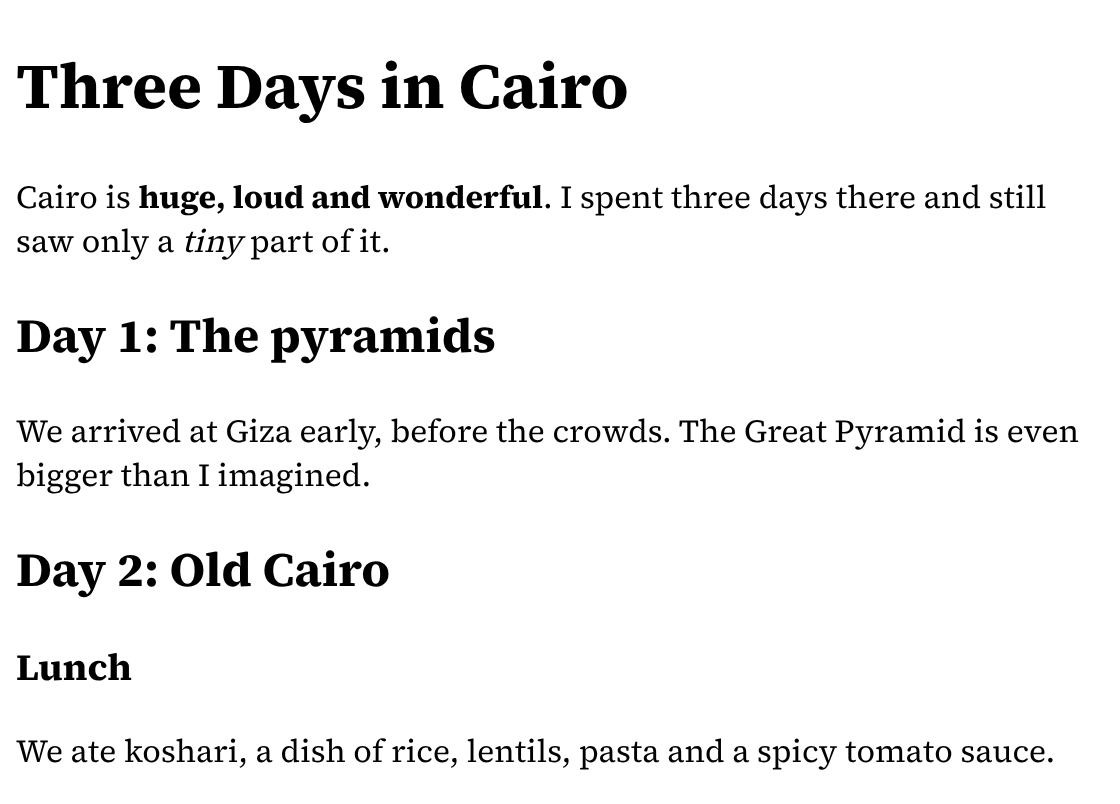 Three Days in Cairo
Cairo is huge, loud and wonderful. I spent three days there and still
saw only a tiny part of it.
Day 1: The pyramids
We arrived at Giza early, before the crowds. The Great Pyramid is even
bigger than I imagined.
Day 2: Old Cairo
Lunch
We ate koshari, a dish of rice, lentils, pasta and a spicy tomato sauce.